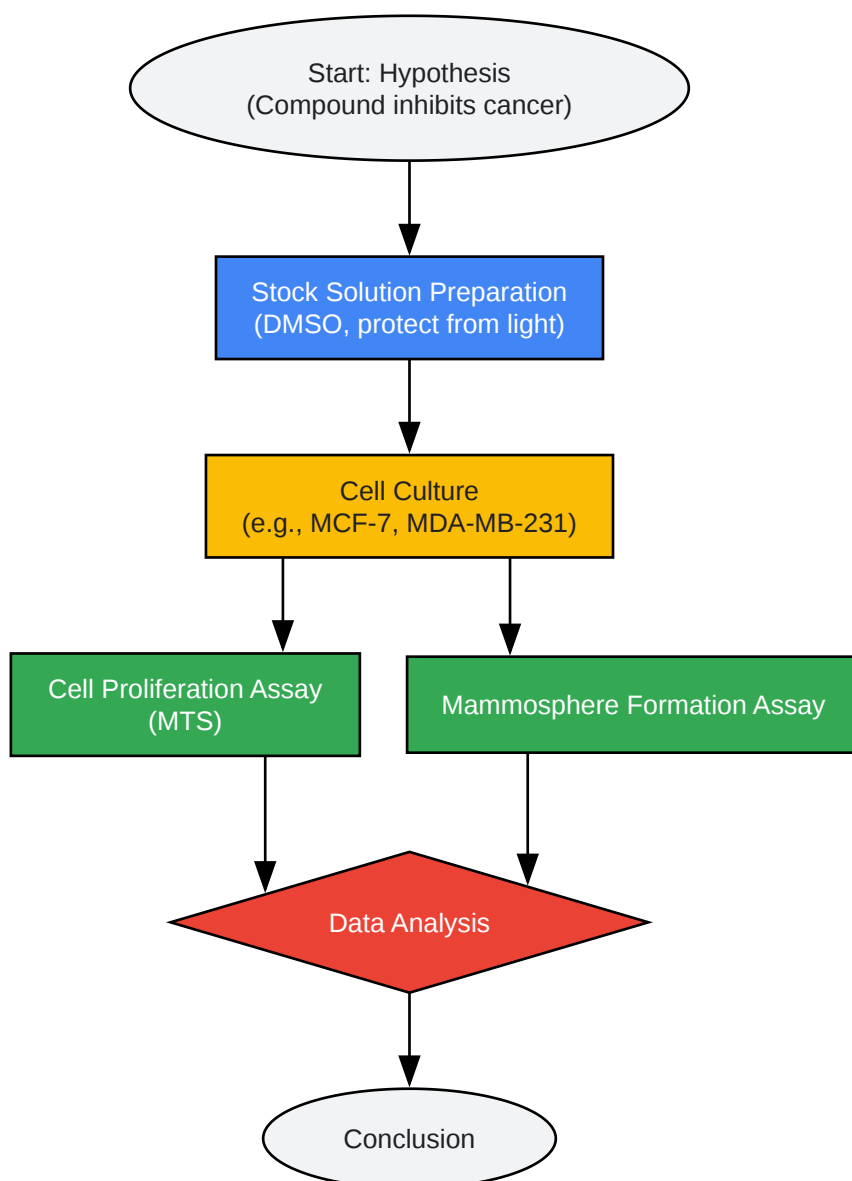 Start: Hypothesis
(Compound inhibits cancer)
Stock Solution Preparation
(DMSO, protect from light)
Cell Culture
(e.g., MCF-7, MDA-MB-231)
Cell Proliferation Assay
(MTS)
Mammosphere Formation Assay
Data Analysis
Conclusion